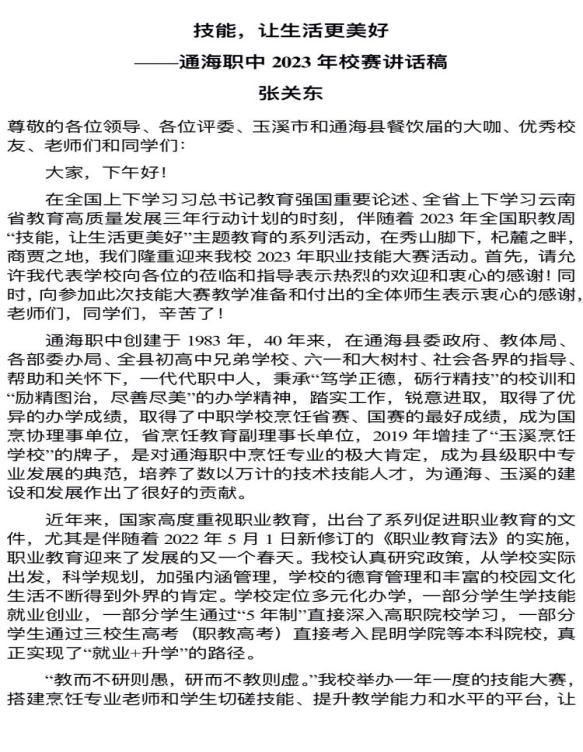 技能，让生活更美好
——通海职中 2023 年校赛讲话稿
张关东
尊敬的各位领导、各位评委、玉溪市和通海县餐饮届的大咖、优秀校
友、老师们和同学们：
大家，下午好！
在全国上下学习习总书记教育强国重要论述、全省上下学习云南
省教育高质量发展三年行动计划的时刻，伴随着 2023 年全国职教周
“技能，让生活更美好”主题教育的系列活动，在秀山脚下，杞麓之畔，
商贾之地，我们隆重迎来我校 2023 年职业技能大赛活动。首先，请允
许我代表学校向各位的莅临和指导表示热烈的欢迎和衷心的感谢！同
时，向参加此次技能大赛教学准备和付出的全体师生表示衷心的感谢，
老师们，同学们，辛苦了！
通海职中创建于 1983 年，40 年来，在通海县委政府、教体局、
各部委办局、全县初高中兄弟学校、六一和大树村、社会各界的指导、
帮助和关怀下，一代代职中人，秉承“笃学正德，砺行精技”的校训和
“励精图治，尽善尽美”的办学精神，踏实工作，锐意进取，取得了优
异的办学成绩，取得了中职学校烹饪省赛、国赛的最好成绩，成为国
烹协理事单位，省烹饪教育副理事长单位，2019 年增挂了“玉溪烹饪
学校”的牌子，是对通海职中烹饪专业的极大肯定，成为县级职中专
业发展的典范，培养了数以万计的技术技能人才，为通海、玉溪的建
设和发展作出了很好的贡献。
近年来，国家高度重视职业教育，出台了系列促进职业教育的文
件，尤其是伴随着 2022 年 5 月 1 日新修订的《职业教育法》的实施，
职业教育迎来了发展的又一个春天。我校认真研究政策，从学校实际
出发，科学规划，加强内涵管理，学校的德育管理和丰富的校园文化
生活不断得到外界的肯定。学校定位多元化办学，一部分学生学技能
就业创业，一部分学生通过“5 年制”直接深入高职院校学习，一部分
学生通过三校生高考（职教高考）直接考入昆明学院等本科院校，真
正实现了“就业+升学”的路径。
“教而不研则愚，研而不教则虚。”我校举办一年一度的技能大赛，
搭建烹饪专业老师和学生切磋技能、提升教学能力和水平的平台，让